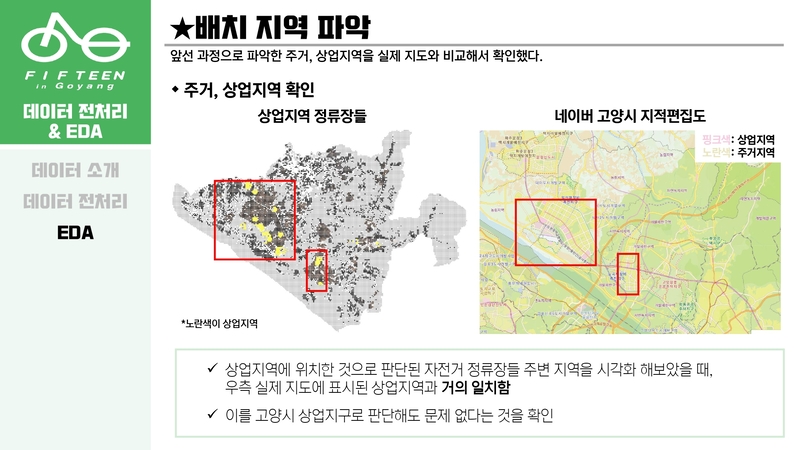 FIFTEEN
in Goyang
데이터 전처리
& EDA
데이터 소개
데이터 전처리
EDA
★배치 지역 파악
앞선 과정으로 파악한 주거, 상업지역을 실제 지도와 비교해서 확인했다.
◆ 주거, 상업지역 확인
상업지역 정류장들
네이버 고양시 지적편집도
핑크색: 상업지역
노란색: 주거지역
*노란색이 상업지역
✓ 상업지역에 위치한 것으로 판단된 자전거 정류장들 주변 지역을 시각화 해보았을 때,
우측 실제 지도에 표시된 상업지역과 거의 일치함
✓ 이를 고양시 상업지구로 판단해도 문제 없다는 것을 확인